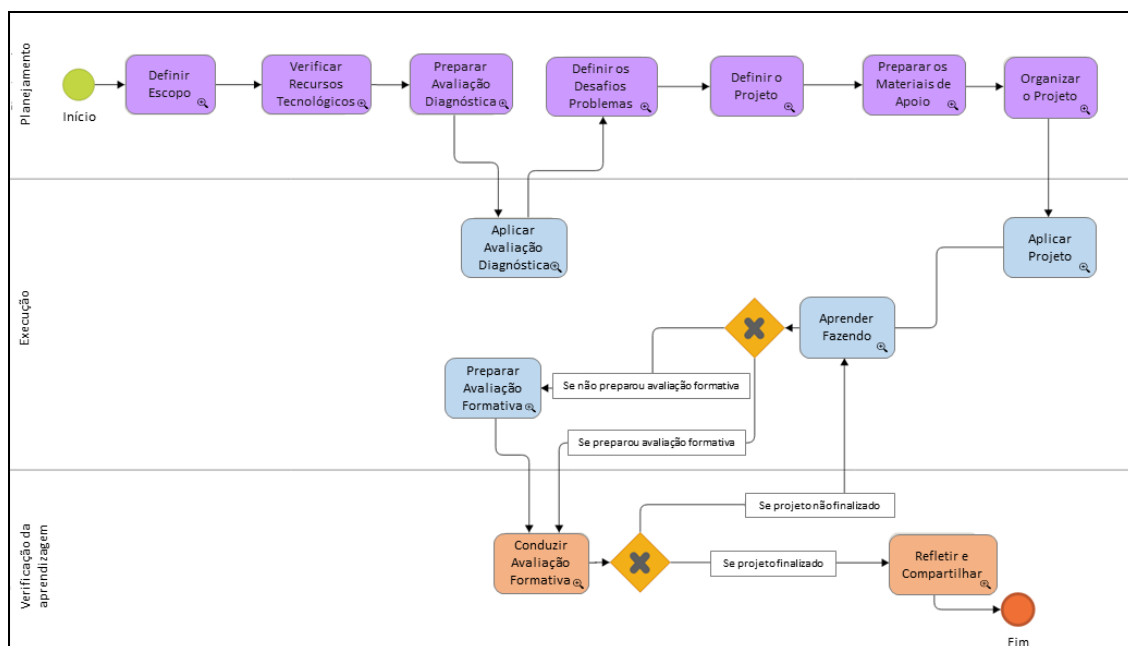 Planejamento
Início
Definir
Escopo
Verificar
Recursos
Tecnológicos
Preparar
Avaliação
Diagnóstica
Definir os
Desafios
Problemas
Definir o
Projeto
Preparar os
Materiais de
Apoio
Organizar
o Projeto
Execução
Aplicar
Avaliação
Diagnóstica
Aplicar
Projeto
Aprender
Fazendo
Preparar
Avaliação
Formativa
Se não preparou avaliação formativa
Se preparou avaliação formativa
Verificação da
aprendizagem
Se projeto não finalizado
Conduzir
Avaliação
Formativa
Se projeto finalizado
Refletir e
Compartilhar
Fim